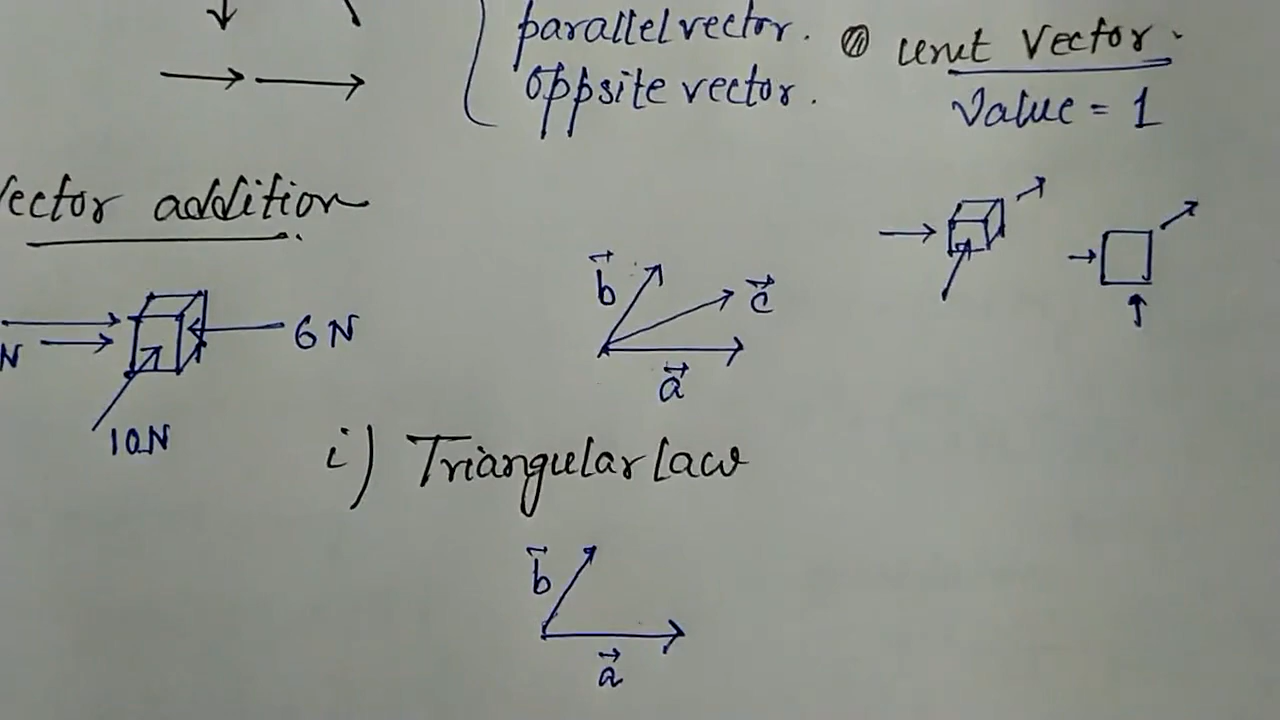 parallel vector.
oppsite vector.
unit Vector.
Value = 1
Vector addition
6 N
N
10N
b
c
a
i) Triangular law
b
a